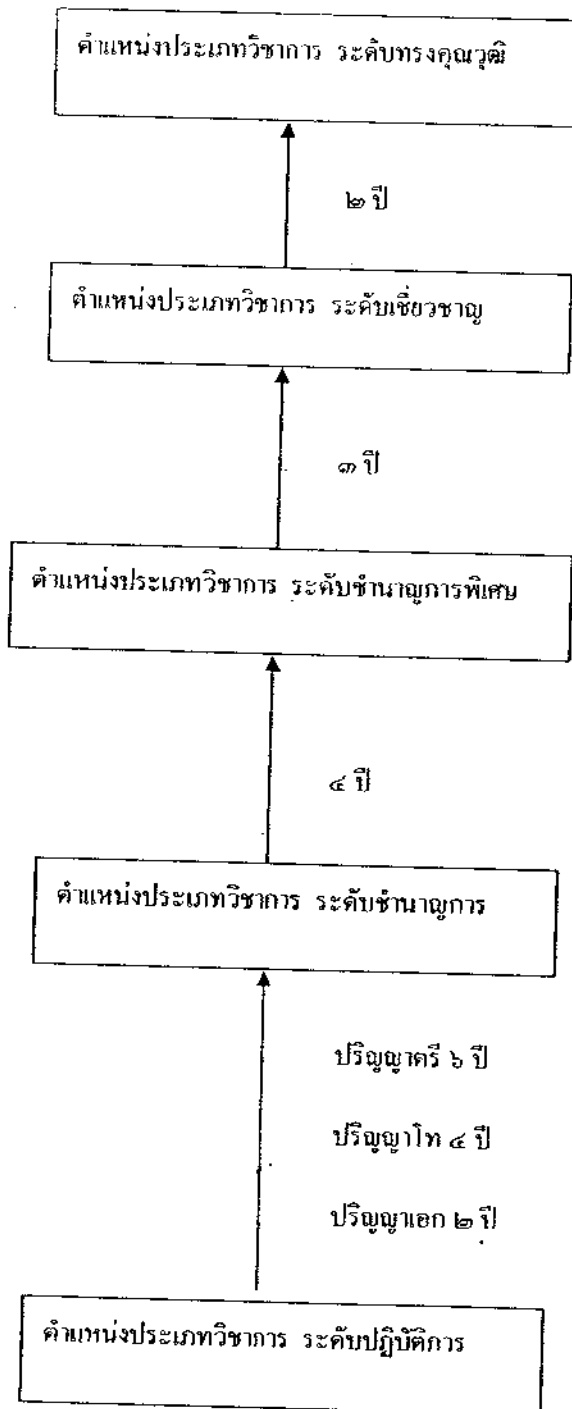 ตำแหน่งประเภทวิชาการ ระดับทรงคุณวุฒิ
๒ ปี
ตำแหน่งประเภทวิชาการ ระดับเชี่ยวชาญ
๓ ปี
ตำแหน่งประเภทวิชาการ ระดับชำนาญการพิเศษ
๔ ปี
ตำแหน่งประเภทวิชาการ ระดับชำนาญการ
ปริญญาตรี ๖ ปี
ปริญญาโท ๔ ปี
ปริญญาเอก ๒ ปี
ตำแหน่งประเภทวิชาการ ระดับปฏิบัติการ